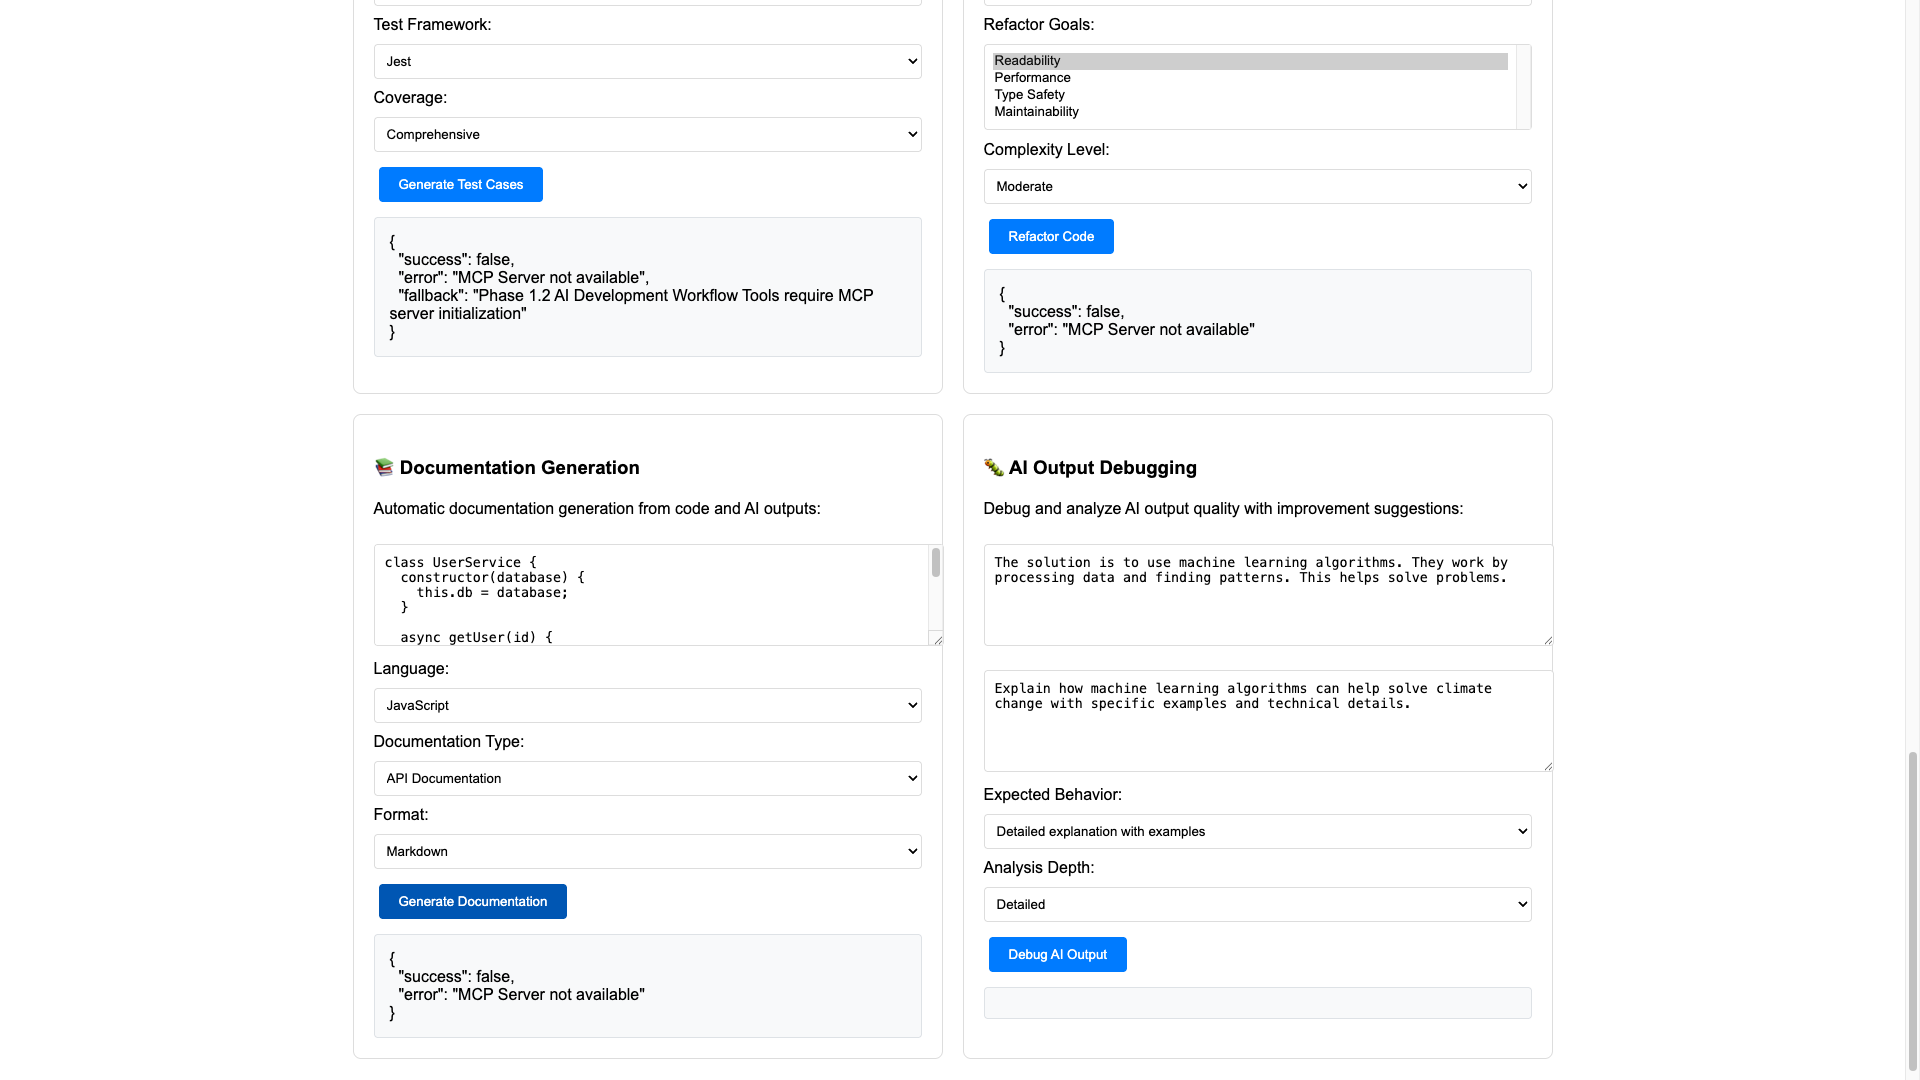 Test Framework:
Jest
Coverage:
Comprehensive
Generate Test Cases
{
  "success": false,
  "error": "MCP Server not available",
  "fallback": "Phase 1.2 AI Development Workflow Tools require MCP
server initialization"
}
Refactor Goals:
Readability
Performance
Type Safety
Maintainability
Complexity Level:
Moderate
Refactor Code
{
  "success": false,
  "error": "MCP Server not available"
}
Documentation Generation
Automatic documentation generation from code and AI outputs:
class UserService {
  constructor(database) {
    this.db = database;
  }
  async getUser(id) {
Language:
JavaScript
Documentation Type:
API Documentation
Format:
Markdown
Generate Documentation
{
  "success": false,
  "error": "MCP Server not available"
}
AI Output Debugging
Debug and analyze AI output quality with improvement suggestions:
The solution is to use machine learning algorithms. They work by
processing data and finding patterns. This helps solve problems.
Explain how machine learning algorithms can help solve climate
change with specific examples and technical details.
Expected Behavior:
Detailed explanation with examples
Analysis Depth:
Detailed
Debug AI Output